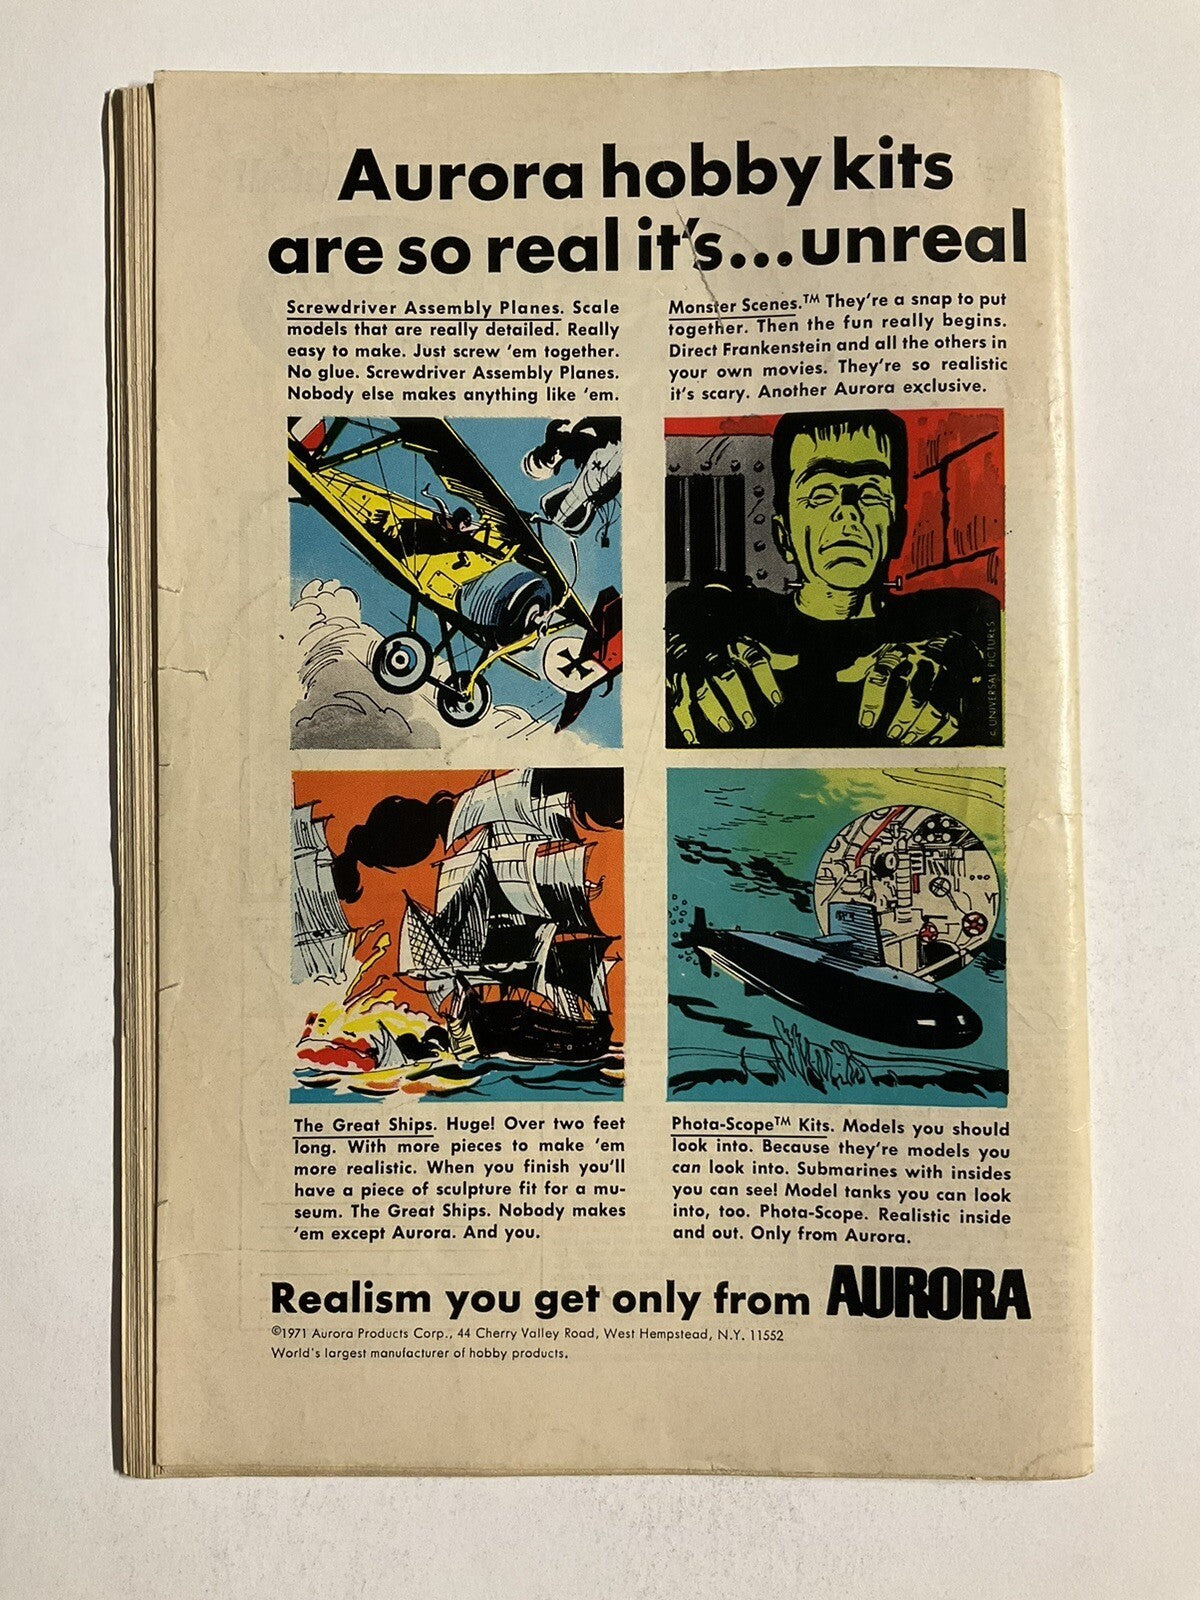 Aurora hobby kits
are so real it's...unreal
Screwdriver Assembly Planes. Scale
models that are really detailed. Really
easy to make. Just screw 'em together.
No glue. Screwdriver Assembly Planes.
Nobody else makes anything like 'em.
Monster Scenes.™ They're a snap to put
together. Then the fun really begins.
Direct Frankenstein and all the others in
your own movies. They're so realistic
it's scary. Another Aurora exclusive.
© UNIVERSAL PICTURES
The Great Ships. Huge! Over two feet
long. With more pieces to make 'em
more realistic. When you finish you'll
have a piece of sculpture fit for a mu-
seum. The Great Ships. Nobody makes
'em except Aurora. And you.
Phota-Scope™ Kits. Models you should
look into. Because they're models you
can look into. Submarines with insides
you can see! Model tanks you can look
into, too. Phota-Scope. Realistic inside
and out. Only from Aurora.
Realism you get only from AURORA
©1971 Aurora Products Corp., 44 Cherry Valley Road, West Hempstead, N.Y. 11552
World's largest manufacturer of hobby products.